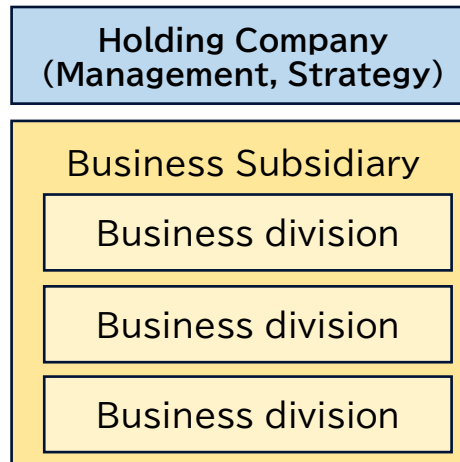 Holding Company
(Management, Strategy)
Business Subsidiary
Business division
Business division
Business division